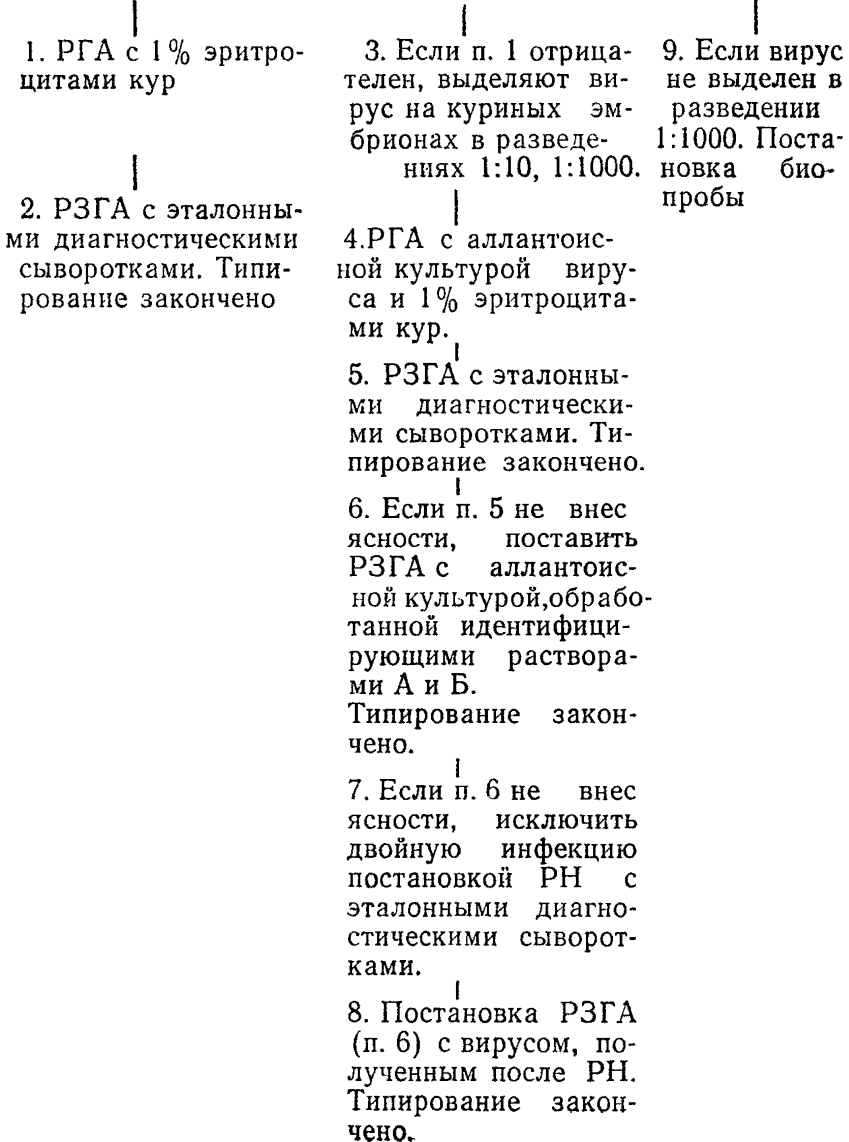 1. РГА с 1% эритро-
цитами кур
2. РЗГА с эталонны-
ми диагностическими
сыворотками. Типи-
рование закончено
3. Если п. 1 отрица-
телен, выделяют ви-
рус на куриных эм-
брионах в разведе-
ниях 1:10, 1:1000.
4.РГА с аллантоис-
ной культурой виру-
са и 1% эритроцита-
ми кур.
5. РЗГА с эталонны-
ми диагностически-
ми сыворотками. Ти-
пирование закончено.
6. Если п. 5 не внес
ясности, поставить
РЗГА с аллантоис-
ной культурой,обрабо-
танной идентифици-
рующими раствора-
ми А и Б.
Типирование закон-
чено.
7. Если п. 6 не внес
ясности, исключить
двойную инфекцию
постановкой РН с
эталонными диагно-
стическими сыворот-
ками.
8. Постановка РЗГА
(п. 6) с вирусом, по-
лученным после РН.
Типирование закон-
чено.
9. Если вирус
не выделен в
разведении
1:1000. Поста-
новка био-
пробы